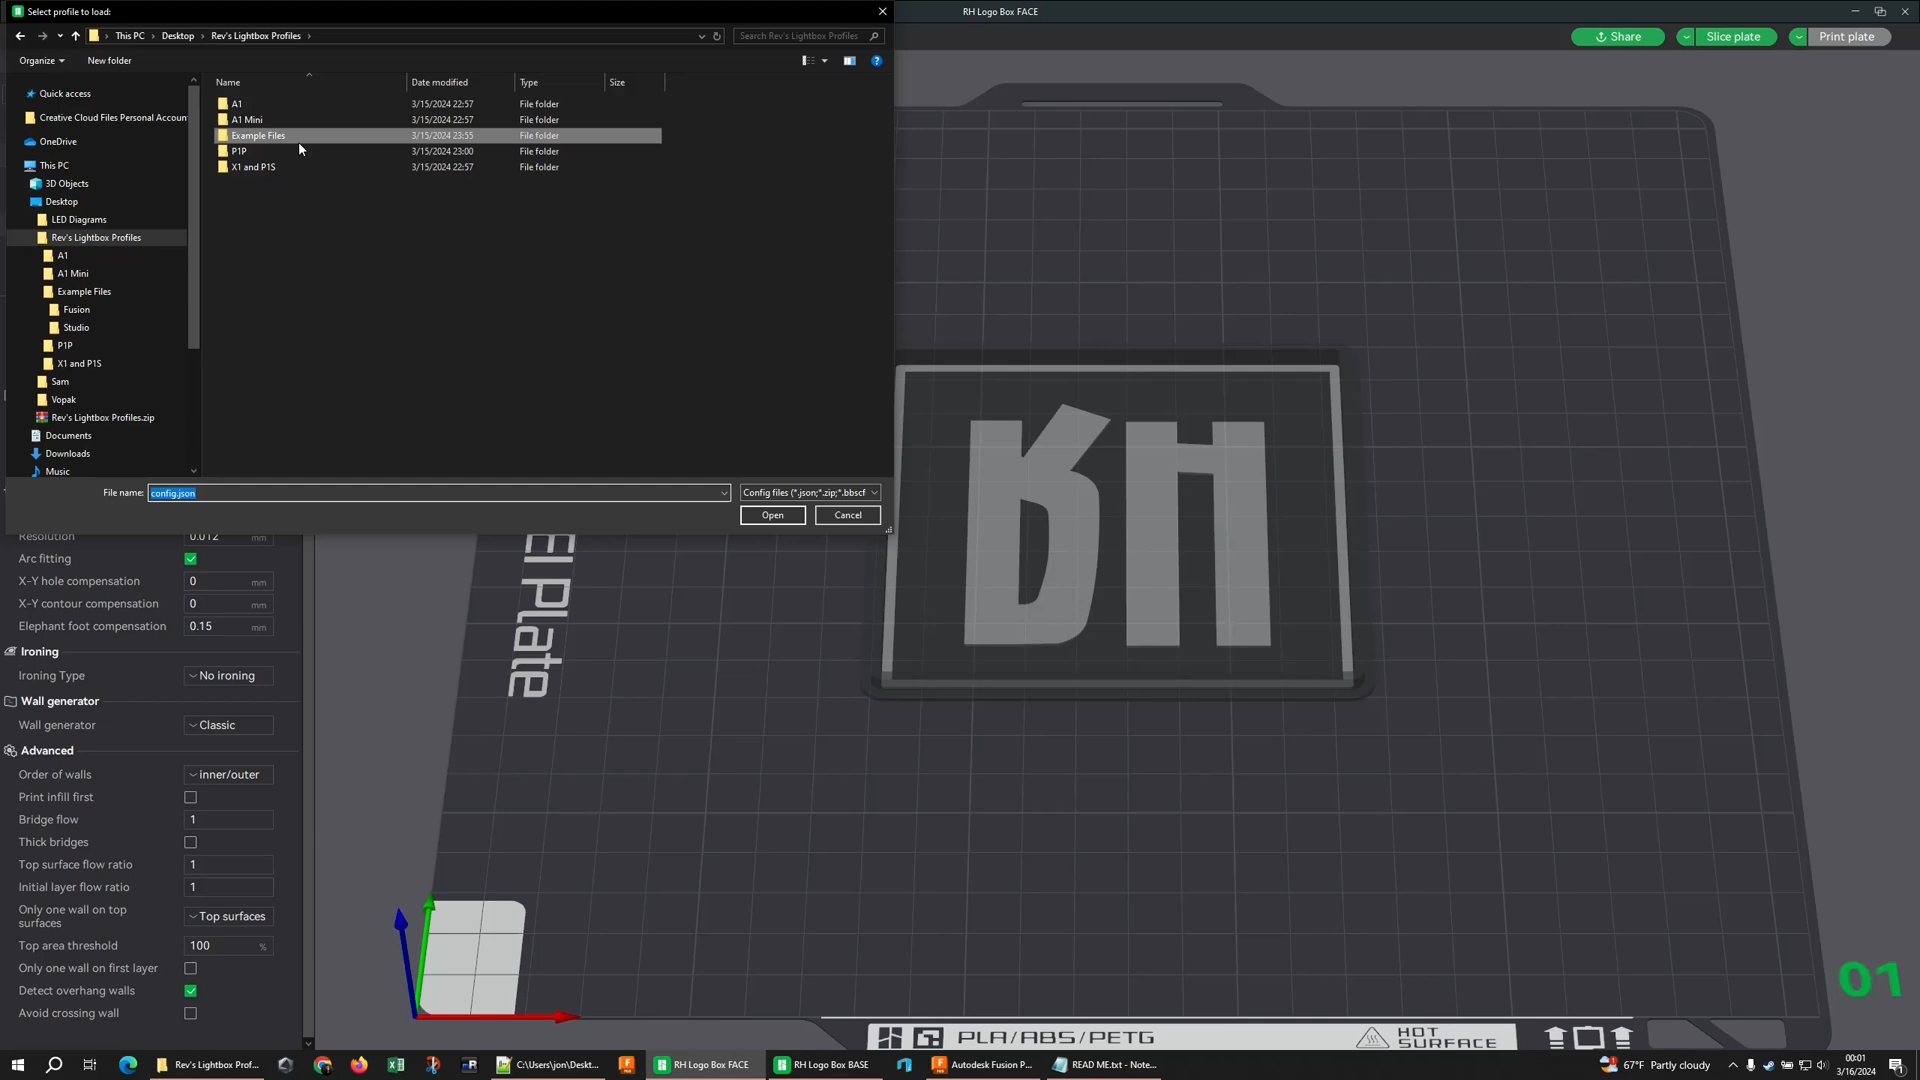 Select profile to load:
RH Logo Box FACE
This PC
Desktop
Rev's Lightbox Profiles
Search Rev's Lightbox Profiles
Share
Slice plate
Print plate
Organize
New folder
Name
Date modified
Type
Size
Quick access
Creative Cloud Files Personal Accoun
OneDrive
This PC
3D Objects
Desktop
LED Diagrams
Rev's Lightbox Profiles
A1
A1 Mini
Example Files
Fusion
Studio
P1P
X1 and P1S
Sam
Vopak
Rev's Lightbox Profiles.zip
Documents
Downloads
Music
A1 3/15/2024 22:57 File folder
A1 Mini 3/15/2024 22:57 File folder
Example Files 3/15/2024 23:55 File folder
P1P 3/15/2024 23:00 File folder
X1 and P1S 3/15/2024 22:57 File folder
File name: config.json
Config files (*.json;*.zip;*.bbscf
Open
Cancel
Resolution 0.012 mm
Arc fitting
X-Y hole compensation 0 mm
X-Y contour compensation 0 mm
Elephant foot compensation 0.15 mm
Ironing
Ironing Type No ironing
Wall generator
Wall generator Classic
Advanced
Order of walls inner/outer
Print infill first
Bridge flow 1
Thick bridges
Top surface flow ratio 1
Initial layer flow ratio 1
Only one wall on top
surfaces
Top surfaces
Top area threshold 100 %
Only one wall on first layer
Detect overhang walls
Avoid crossing wall
Plate
01
PLA/ABS/PETG
HOT
SURFACE
Rev's Lightbox Prof...
C:\Users\jon\Deskt...
RH Logo Box FACE
RH Logo Box BASE
Autodesk Fusion P...
READ ME.txt - Note...
67°F Partly cloudy
00:01
3/16/2024